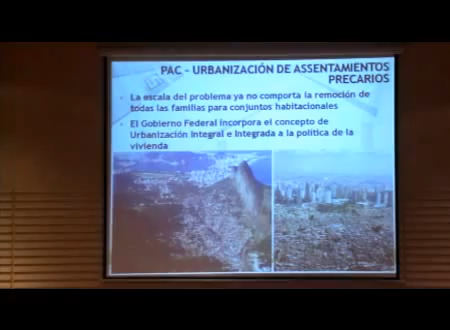 PAC – URBANIZACIÓN DE ASSENTAMIENTOS
PRECARIOS
La escala del problema ya no comporta la remoción de
todas las familias para conjuntos habitacionales
El Gobierno Federal incorpora el concepto de
Urbanización Integral e Integrada a la política de la
vivienda